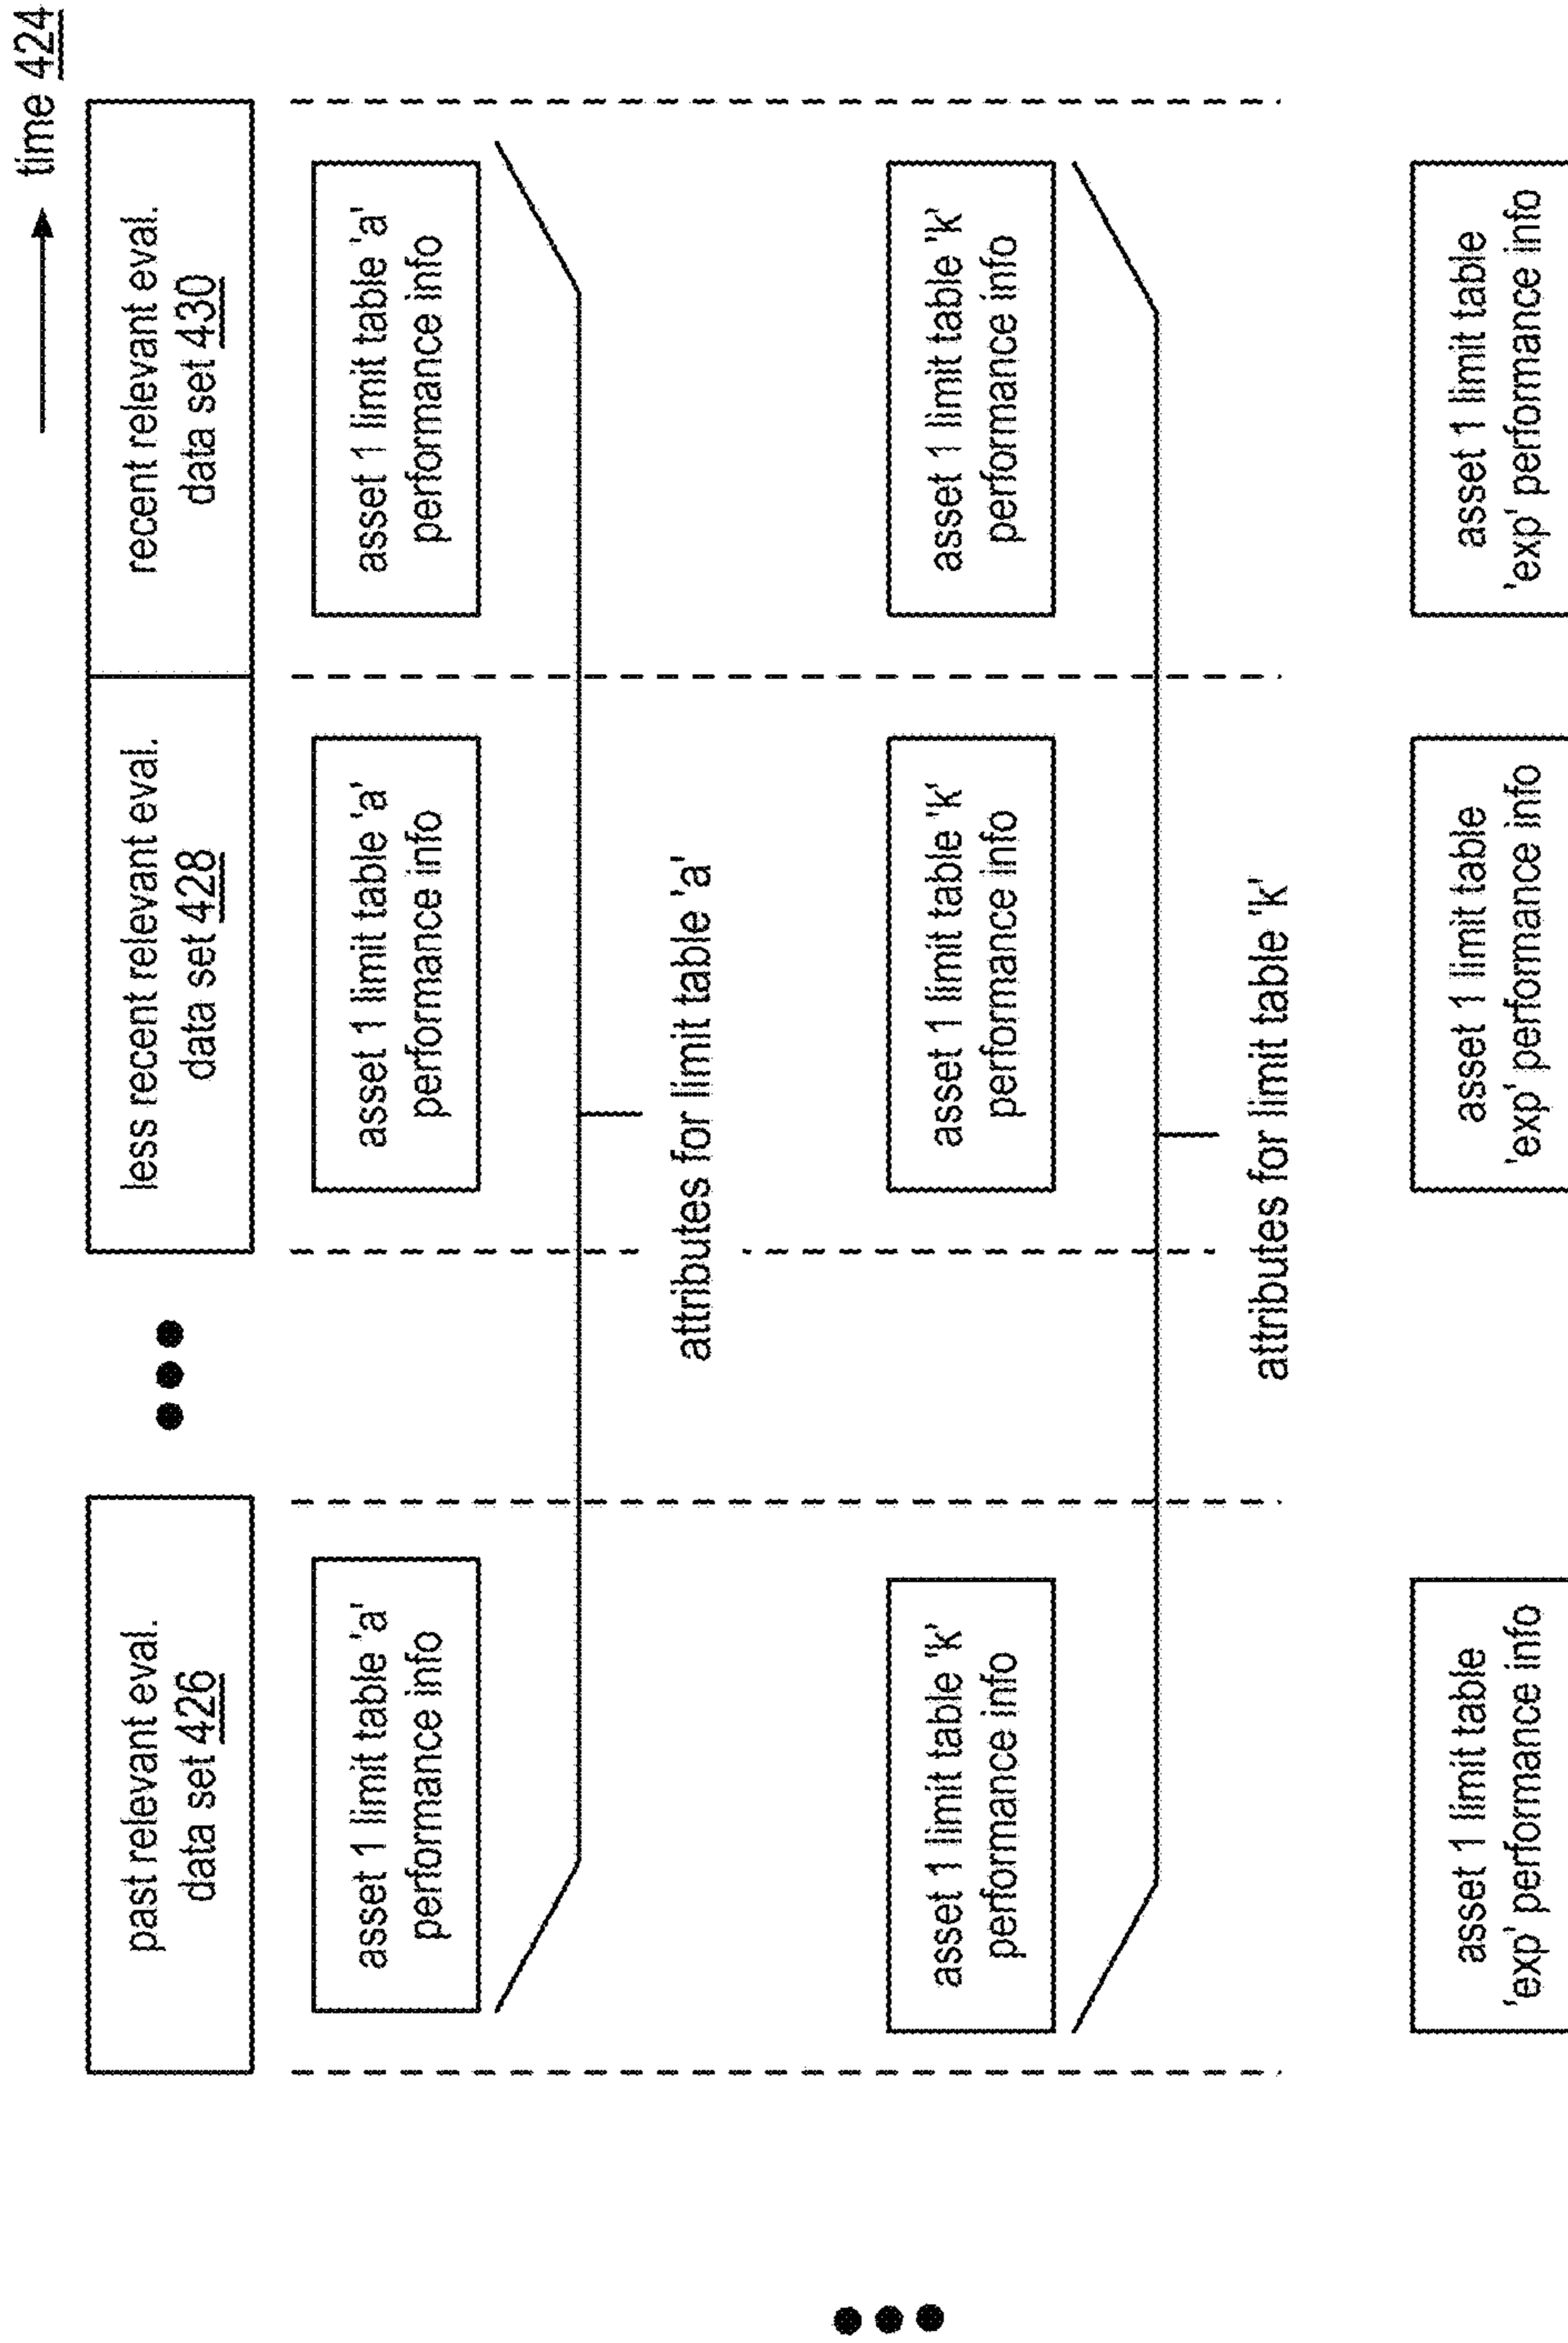 time 424
past relevant eval.
data set 426
less recent relevant eval.
data set 428
recent relevant eval.
data set 430
asset 1 limit table 'a'
performance info
asset 1 limit table 'a'
performance info
asset 1 limit table 'a'
performance info
attributes for limit table 'a'
asset 1 limit table 'k'
performance info
asset 1 limit table 'k'
performance info
asset 1 limit table 'k'
performance info
attributes for limit table 'k'
asset 1 limit table
'exp' performance info
asset 1 limit table
'exp' performance info
asset 1 limit table
'exp' performance info